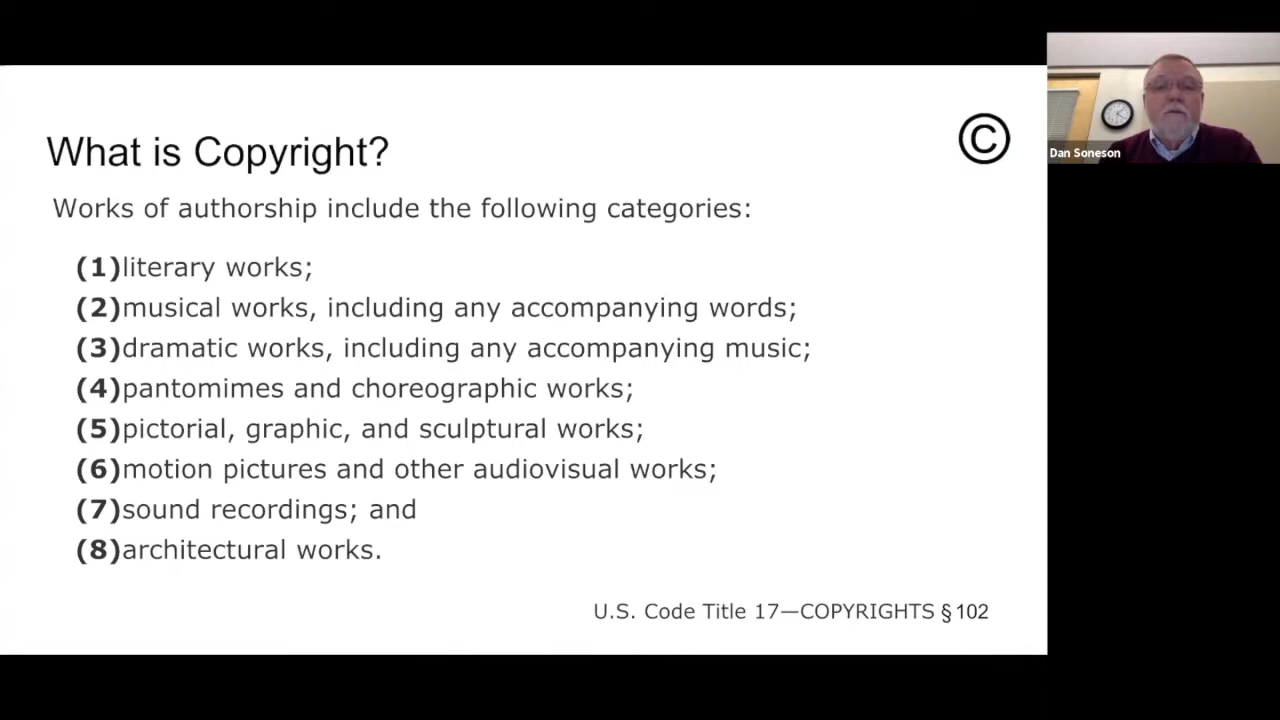 What is Copyright?
©
Works of authorship include the following categories:
(1)literary works;
(2)musical works, including any accompanying words;
(3)dramatic works, including any accompanying music;
(4)pantomimes and choreographic works;
(5)pictorial, graphic, and sculptural works;
(6)motion pictures and other audiovisual works;
(7)sound recordings; and
(8)architectural works.
U.S. Code Title 17—COPYRIGHTS § 102
Dan Soneson